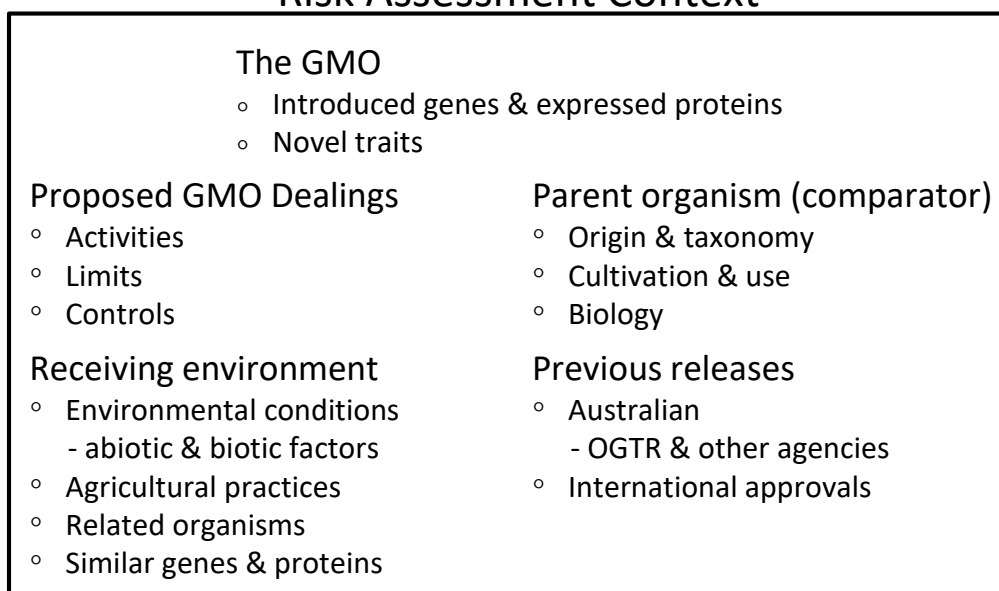 Risk Assessment Context
The GMO
◦ Introduced genes & expressed proteins
◦ Novel traits
Proposed GMO Dealings
◦ Activities
◦ Limits
◦ Controls
Parent organism (comparator)
◦ Origin & taxonomy
◦ Cultivation & use
◦ Biology
Receiving environment
◦ Environmental conditions
- abiotic & biotic factors
◦ Agricultural practices
◦ Related organisms
◦ Similar genes & proteins
Previous releases
◦ Australian
- OGTR & other agencies
◦ International approvals